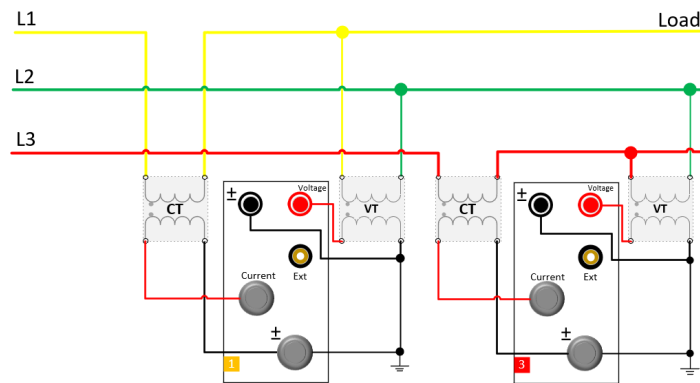 L1
Load
L2
L3
± Voltage
CT
VT
Current Ext
±
1
± Voltage
CT
VT
Current Ext
±
3